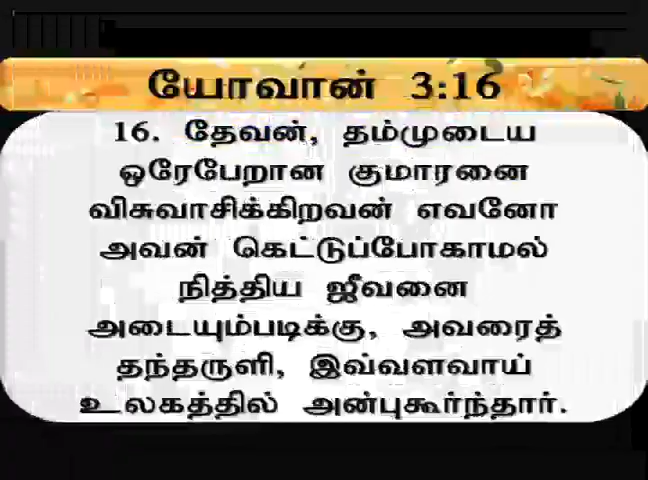 யோவான் 3:16
16. தேவன், தம்முடைய
ஒரேபேறான குமாரனை
விசுவாசிக்கிறவன் எவனோ
அவன் கெட்டுப்போகாமல்
நித்திய ஜீவனை
அடையும்படிக்கு, அவரைத்
தந்தருளி, இவ்வளவாய்
உலகத்தில் அன்புகூர்ந்தார்.